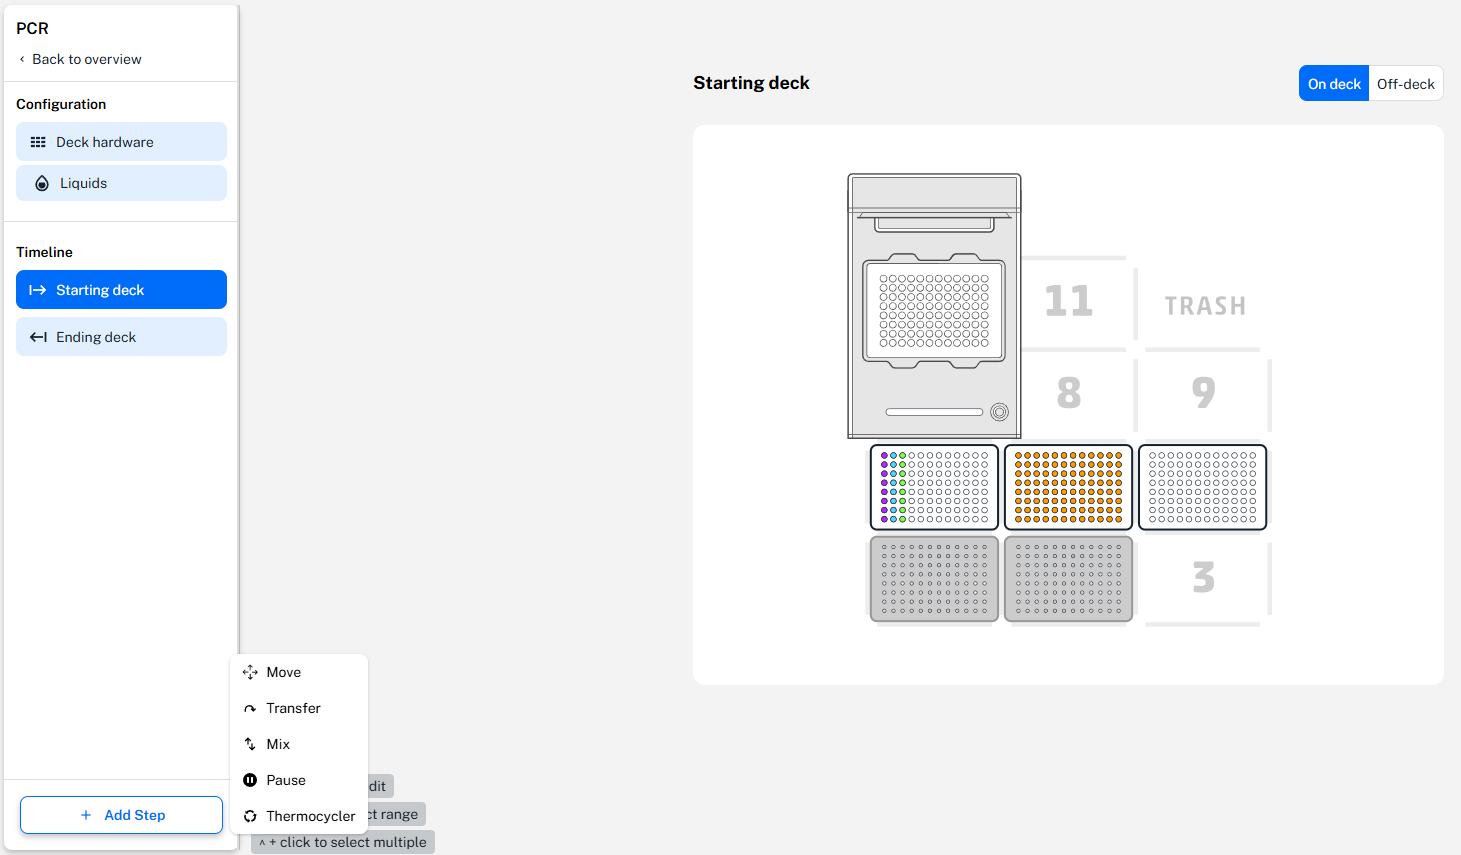 PCR
Back to overview
Configuration
Deck hardware
Liquids
Timeline
Starting deck
Ending deck
Add Step
Move
Transfer
Mix
Pause
Thermocycler
dit
ct range
^ + click to select multiple
Starting deck
On deck
Off-deck
11
TRASH
8
9
3